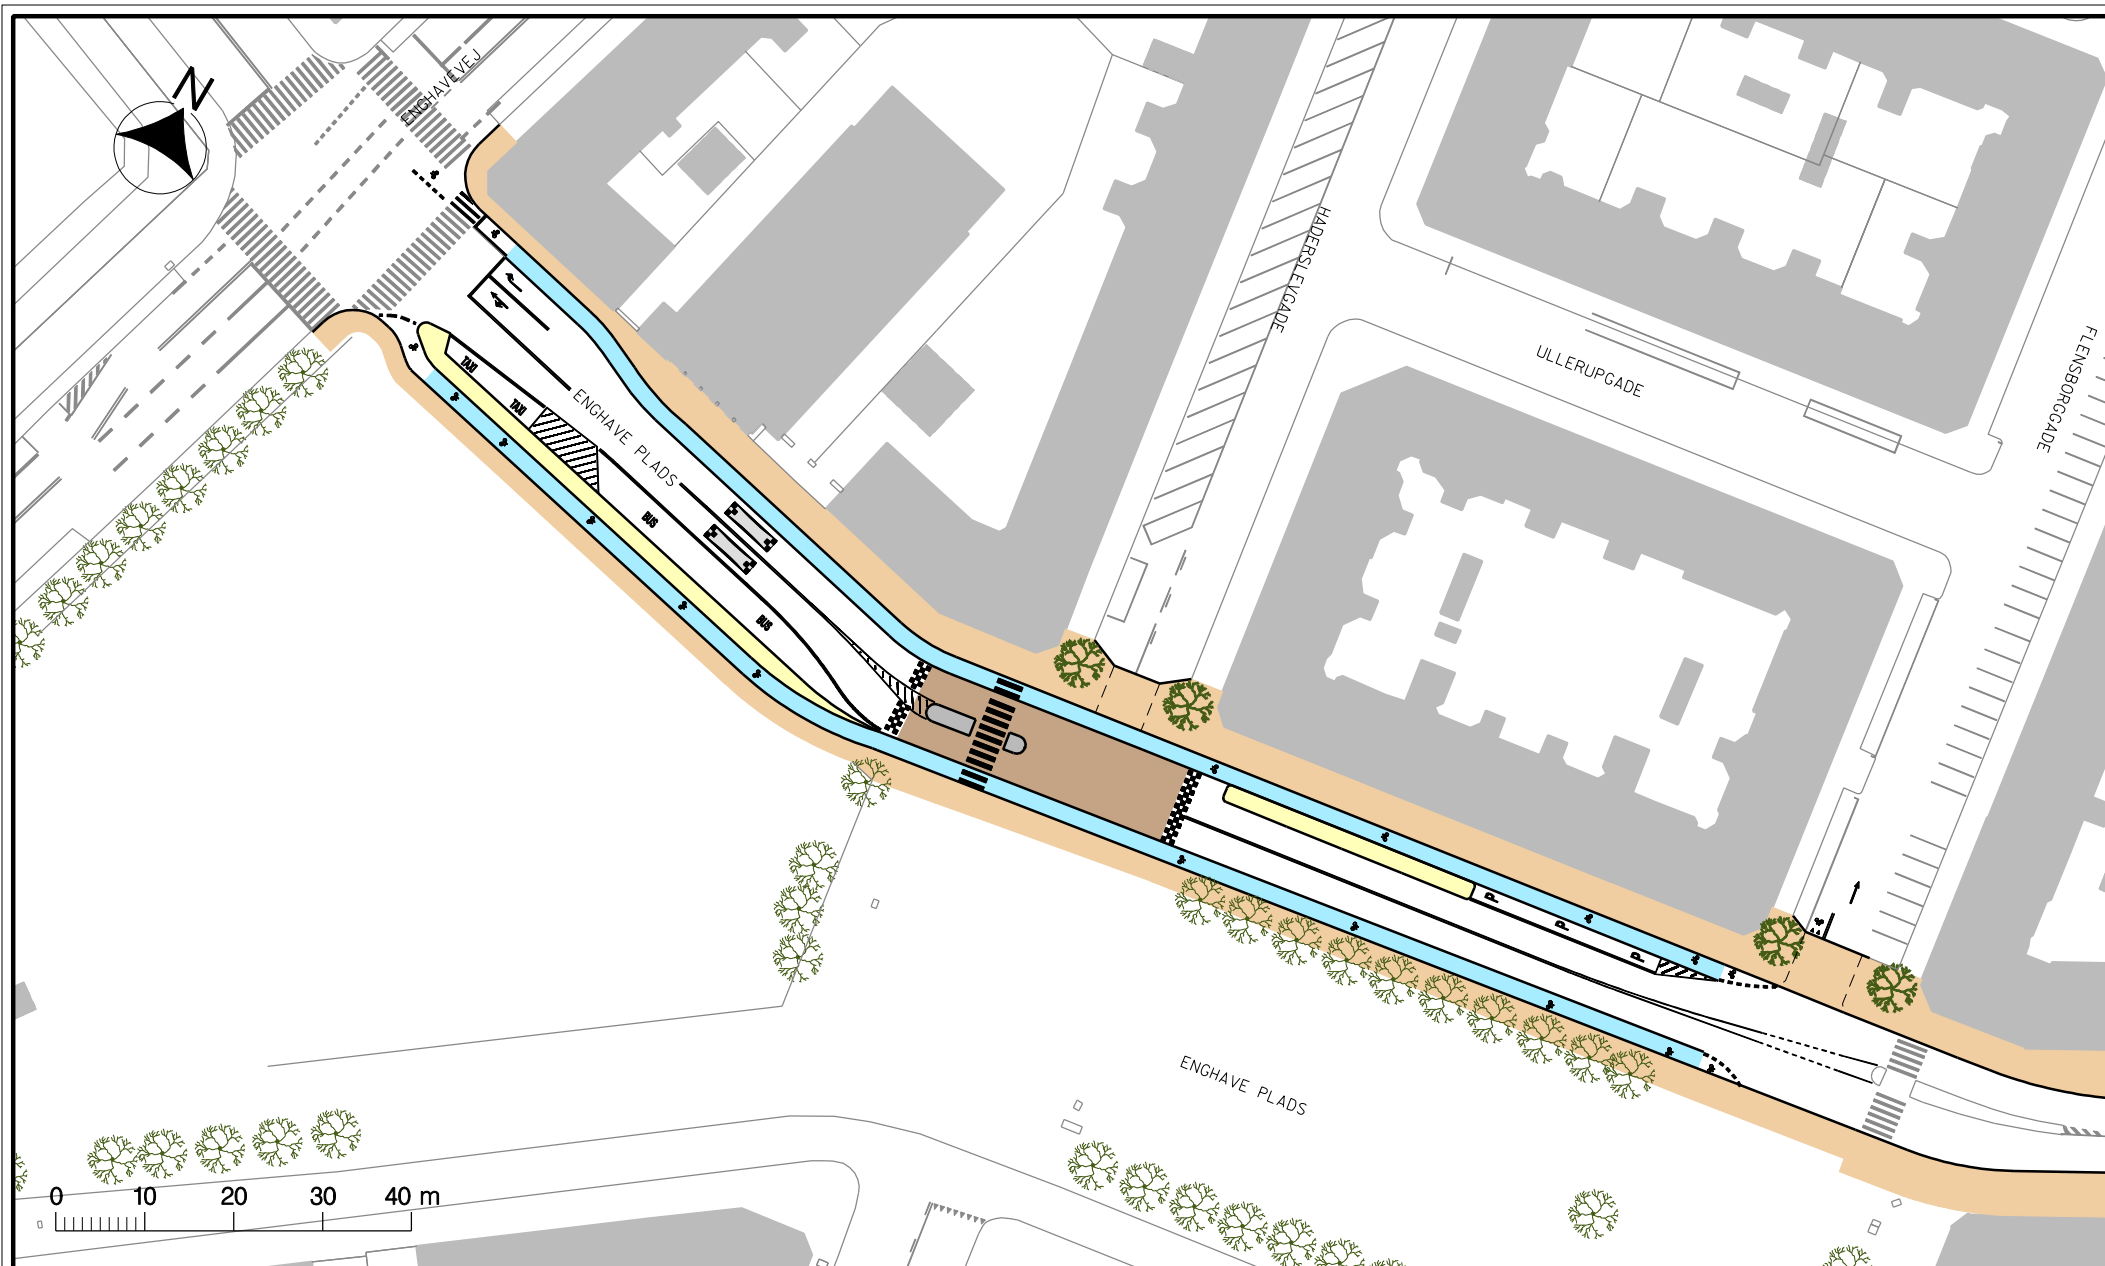 N
ENGHAVEVEJ
HADERSLEVGADE
ULLERUPGADE
FLENSBORGGADE
TAXI
TAXI
ENGHAVE PLADS
BUS
BUS
P
P
P
ENGHAVE PLADS
0 10 20 30 40 m